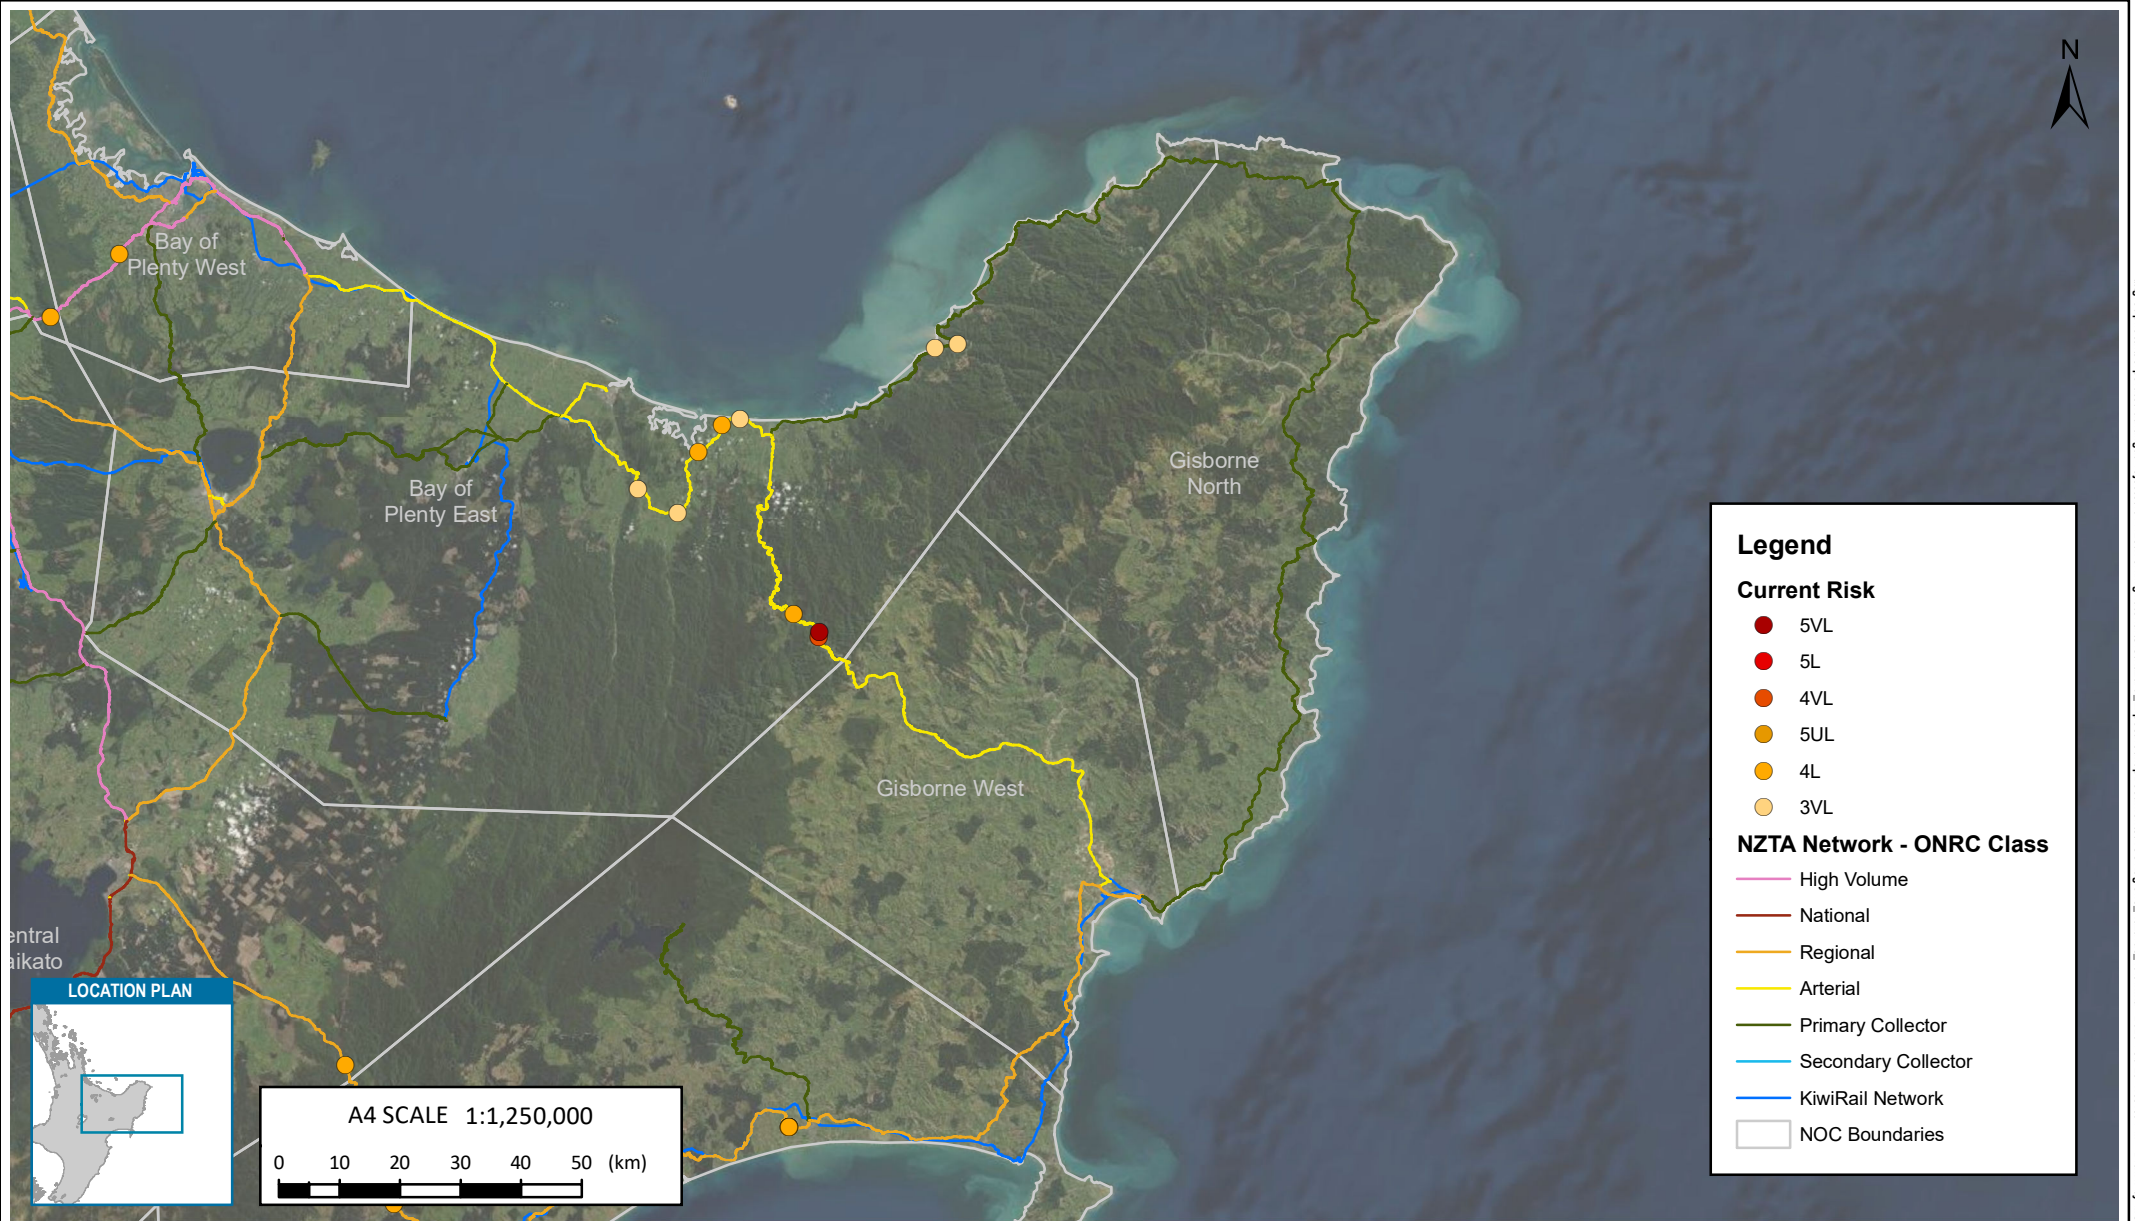 N
Bay of
Plenty West
Bay of
Plenty East
Gisborne
North
Gisborne West
entral
aikato
Legend
Current Risk
5VL
5L
4VL
5UL
4L
3VL
NZTA Network - ONRC Class
High Volume
National
Regional
Arterial
Primary Collector
Secondary Collector
KiwiRail Network
NOC Boundaries
LOCATION PLAN
A4 SCALE 1:1,250,000
0 10 20 30 40 50 (km)